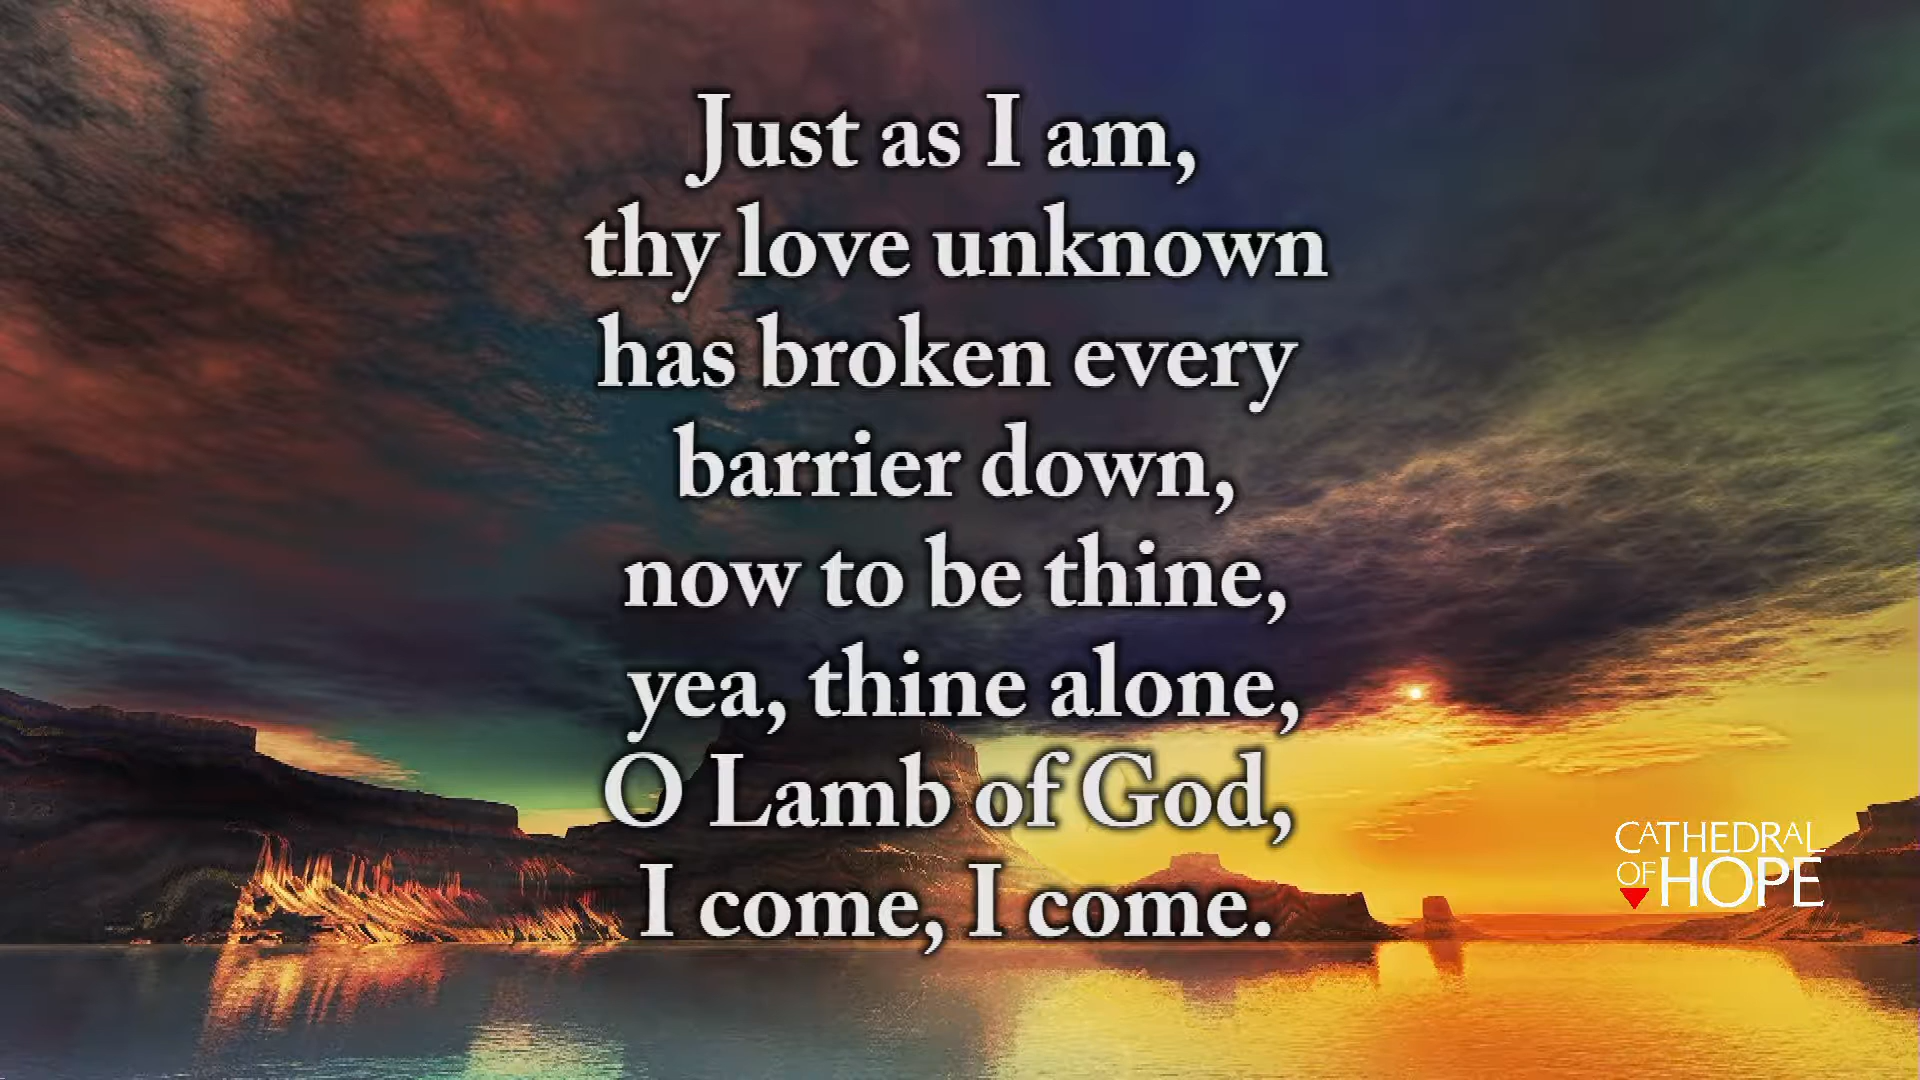 Just as I am,
thy love unknown
has broken every
barrier down,
now to be thine,
yea, thine alone,
O Lamb of God,
I come, I come.
CATHEDRAL
OF HOPE